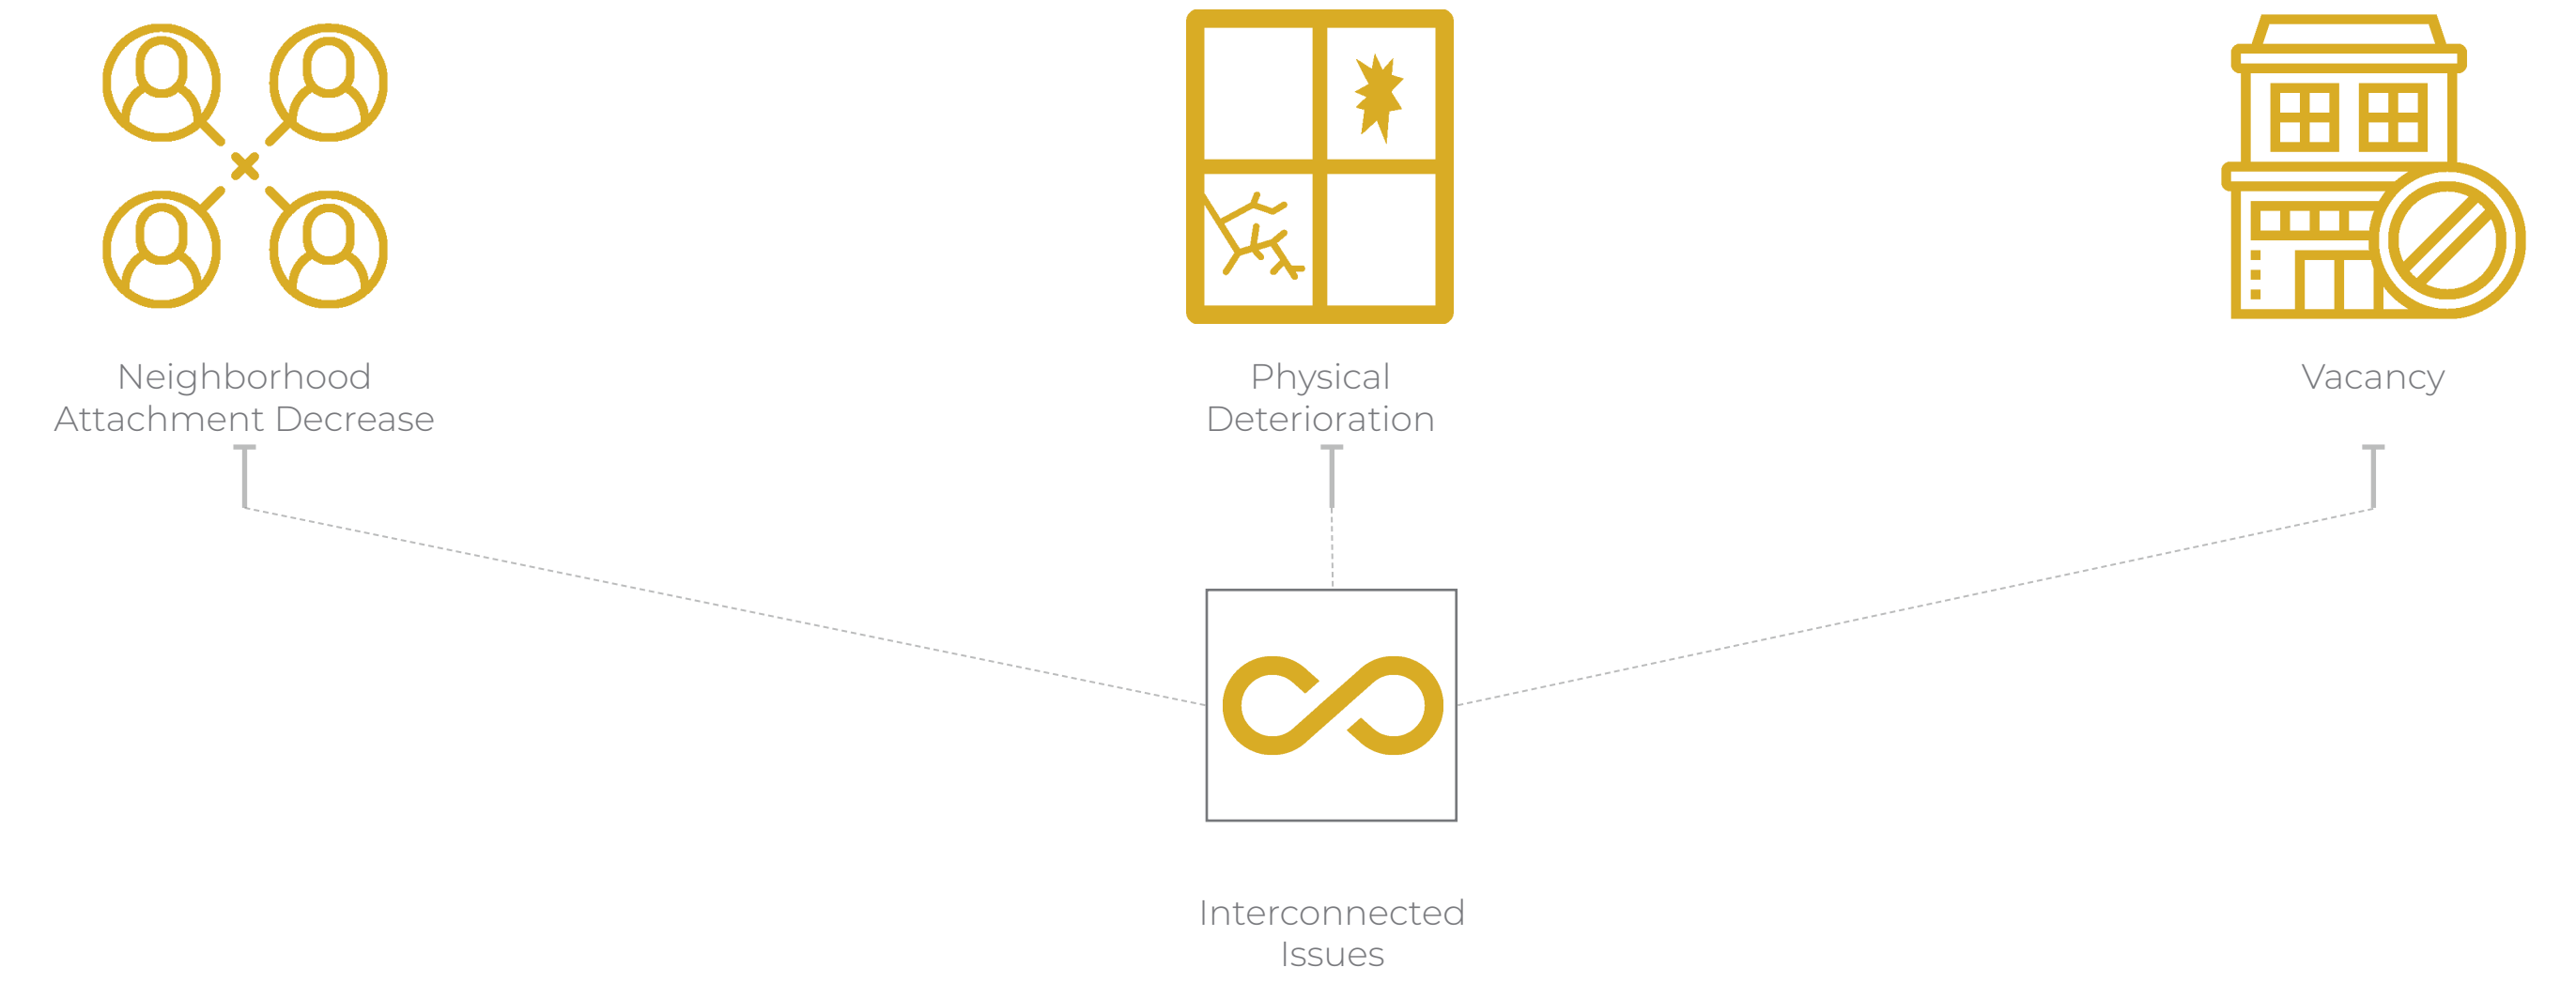 Neighborhood
Attachment Decrease
Physical
Deterioration
Vacancy
Interconnected
Issues